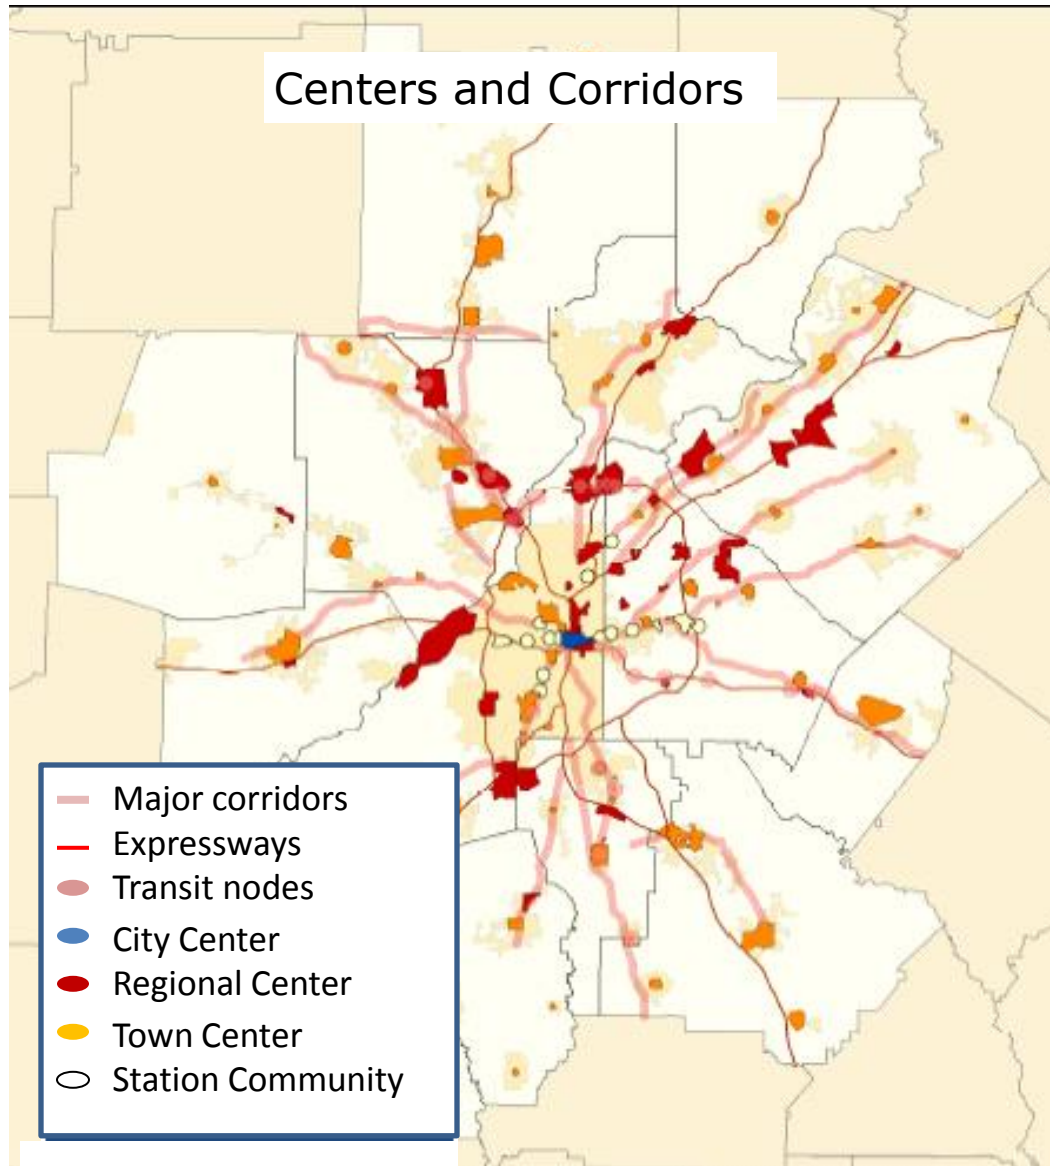 Centers and Corridors
Major corridors
Expressways
Transit nodes
City Center
Regional Center
Town Center
Station Community